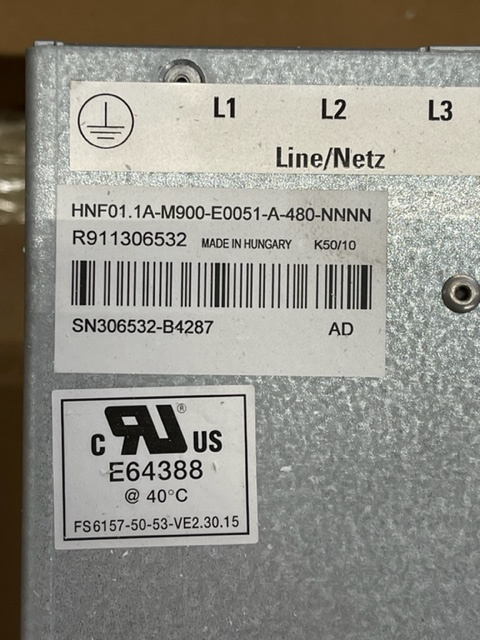 L1 L2 L3
Line/Netz
HNF01.1A-M900-E0051-A-480-NNNN
R911306532 MADE IN HUNGARY K50/10
SN306532-B4287 AD
c RU ® US
E64388
@ 40°C
FS6157-50-53-VE2.30.15